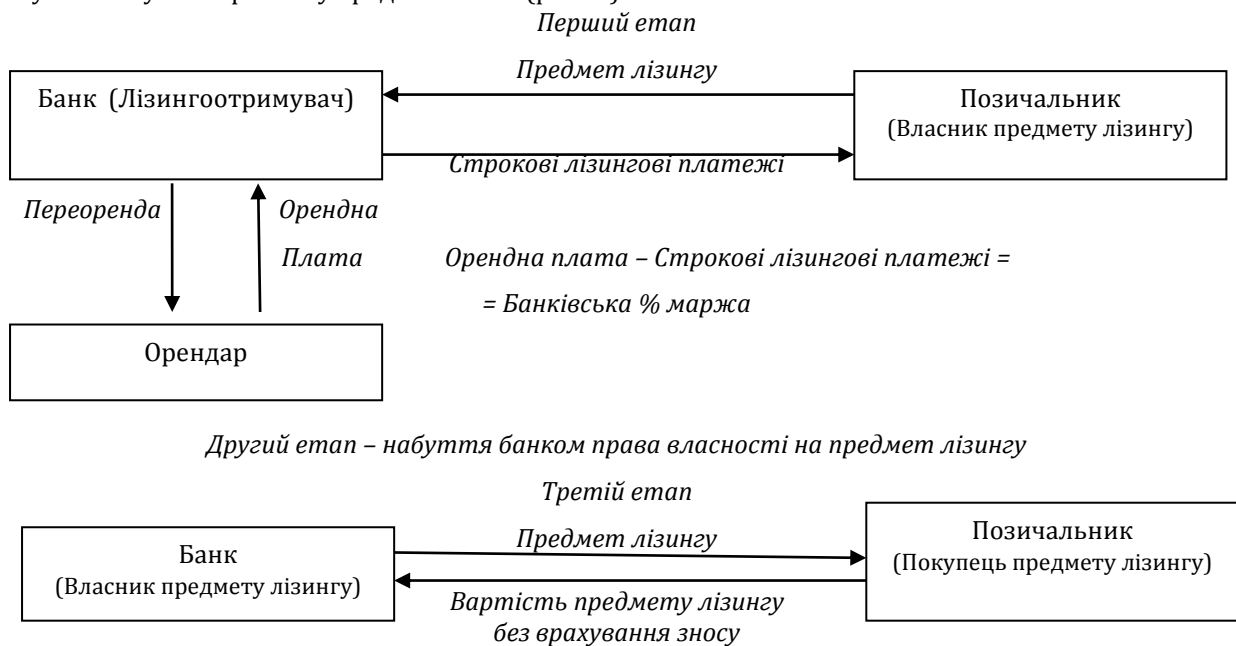 Перший етап
Предмет лізингу
Банк (Лізингоотримувач)
Позичальник
(Власник предмету лізингу)
Строкові лізингові платежі
Переоренда
Орендна
Плата
Орендна плата – Строкові лізингові платежі =
= Банківська % маржа
Орендар
Другий етап – набуття банком права власності на предмет лізингу
Третій етап
Предмет лізингу
Банк
(Власник предмету лізингу)
Позичальник
(Покупець предмету лізингу)
Вартість предмету лізингу
без врахування зносу